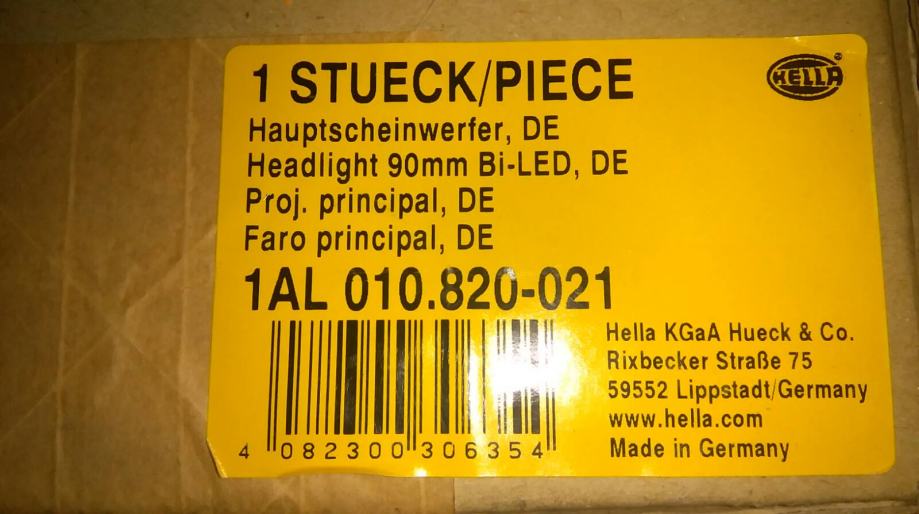 1 STUECK/PIECE
HELLA®
Hauptscheinwerfer, DE
Headlight 90mm Bi-LED, DE
Proj. principal, DE
Faro principal, DE
1AL 010.820-021
Hella KGaA Hueck & Co.
Rixbecker Straße 75
59552 Lippstadt/Germany
www.hella.com
Made in Germany
4 082300 306354